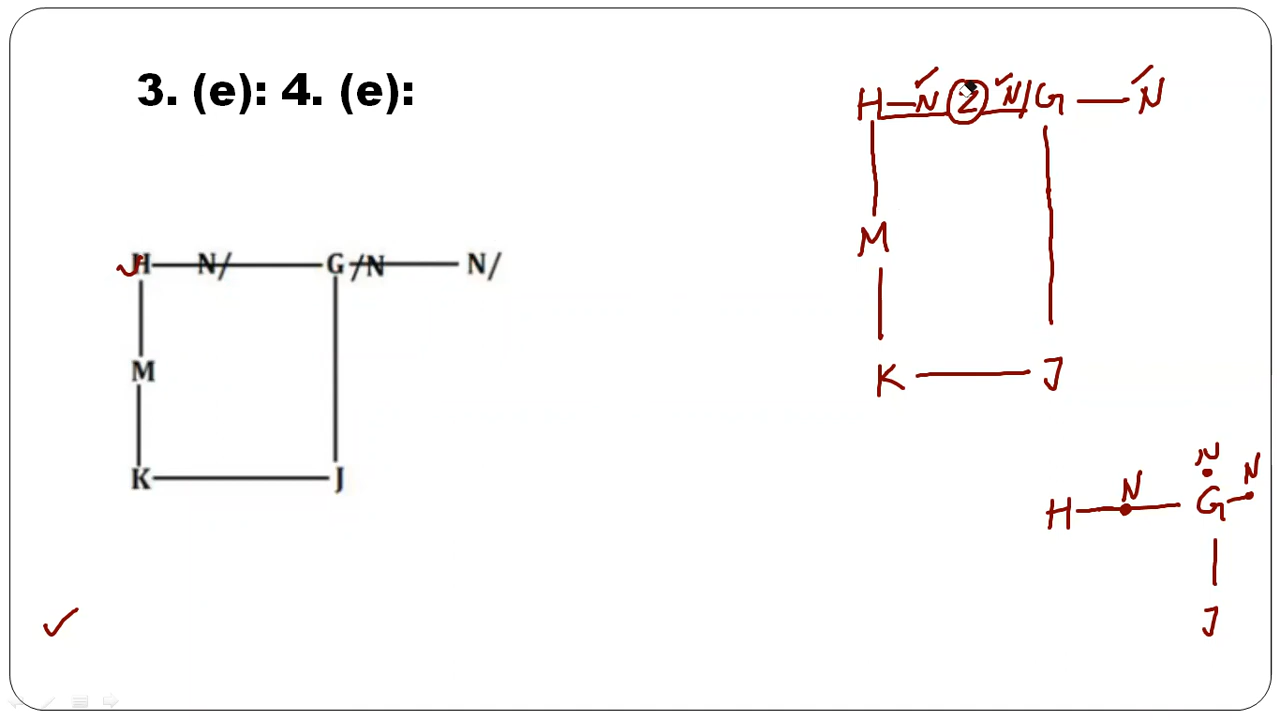 3. (e): 4. (e):
H N/ G /N N/
M
K J
H N 2 N/ G N
M
K J
N N
H N G
J